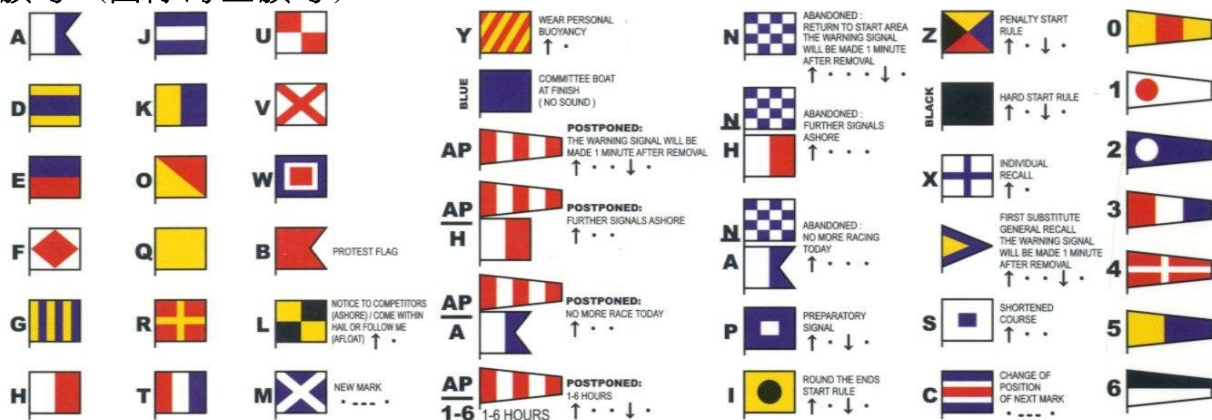 A
D
E
F
G
H
J
K
O
Q
R
T
U
V
W
B PROTEST FLAG
L NOTICE TO COMPETITORS
(ASHORE) / COME WITHIN
HAIL OR FOLLOW ME
(AFLOAT) ↑ •
M NEW MARK
Y WEAR PERSONAL
BUOYANCY
↑ •
BLUE COMMITTEE BOAT
AT FINISH
( NO SOUND )
AP POSTPONED:
THE WARNING SIGNAL WILL BE
MADE 1 MINUTE AFTER REMOVAL
↑ • • ↓ •
AP
H
POSTPONED:
FURTHER SIGNALS ASHORE
↑ • •
AP
A
POSTPONED:
NO MORE RACE TODAY
↑ • •
AP
1-6 1-6 HOURS
POSTPONED:
1-6 HOURS
↑ • • ↓ •
N ABANDONED :
RETURN TO START AREA
THE WARNING SIGNAL
WILL BE MADE 1 MINUTE
AFTER REMOVAL
↑ • • • ↓ •
N
H
ABANDONED :
FURTHER SIGNALS
ASHORE
↑ • • •
N
A
ABANDONED :
NO MORE RACING
TODAY
↑ • • •
P PREPARATORY
SIGNAL
↑ • ↓ •
I ROUND THE ENDS
START RULE
↑ • ↓ •
Z PENALTY START
RULE
↑ • ↓ •
BLACK HARD START RULE
↑ • ↓ •
X INDIVIDUAL
RECALL
↑ •
FIRST SUBSTITUTE
GENERAL RECALL
THE WARNING SIGNAL
WILL BE MADE 1 MINUTE
AFTER REMOVAL
↑ • • ↓ •
S SHORTENED
COURSE
↑ • •
C CHANGE OF
POSITION
OF NEXT MARK
0
1
2
3
4
5
6